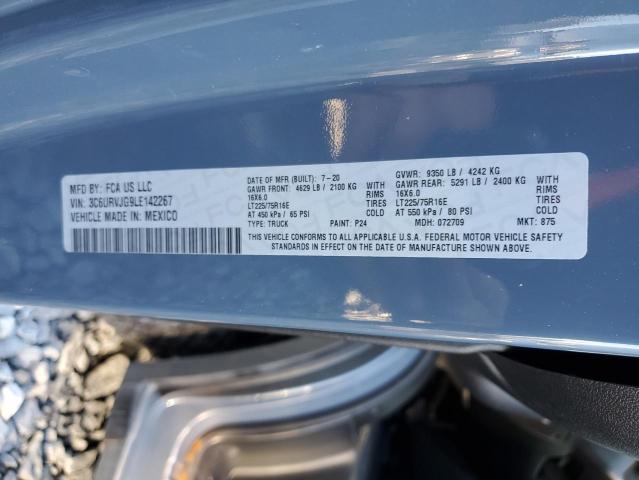 MFD BY: FCA US LLC
VIN: 3C6URVJG9LE142267
VEHICLE MADE IN: MEXICO
DATE OF MFR (BUILT): 7-20
GAWR FRONT: 4629 LB / 2100 KG
16X6.0
LT225/75R16E
AT 450 kPa / 65 PSI
TYPE: TRUCK PAINT: P24
RIMS
TIRES
GVWR: 9350 LB / 4242 KG
GAWR REAR: 5291 LB / 2400 KG
16X6.0 RIMS
LT225/75R16E TIRES
AT 550 kPa / 80 PSI
MDH: 072709 MKT: 875
THIS VEHICLE CONFORMS TO ALL APPLICABLE U.S.A. FEDERAL MOTOR VEHICLE SAFETY
STANDARDS IN EFFECT ON THE DATE OF MANUFACTURE SHOWN ABOVE.